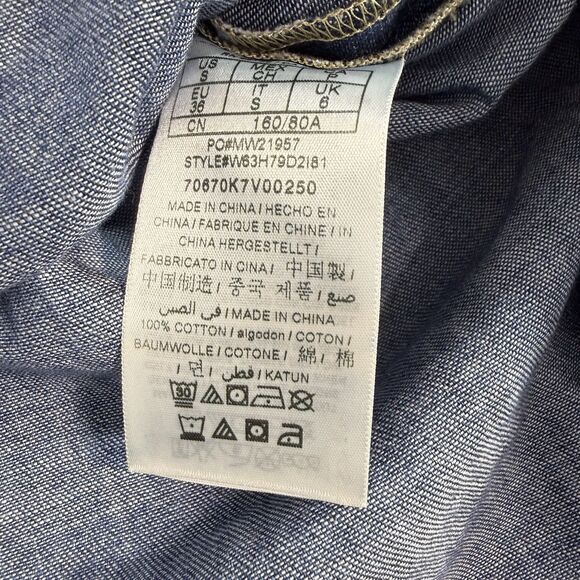 US MEX CA
S CH P
EU IT UK
36 S 6
CN 160/80A
PO#MW21957
STYLE#W63H79D2I81
70670K7V00250
MADE IN CHINA / HECHO EN
CHINA / FABRIQUE EN CHINE / IN
CHINA HERGESTELLT /
FABBRICATO IN CINA / 中国製 /
中国制造 / 중국 제품 / صنع
في الصين / MADE IN CHINA
100% COTTON / algodon / COTON /
BAUMWOLLE / COTONE / 綿 / 棉
/ 면 / قطن / KATUN
30